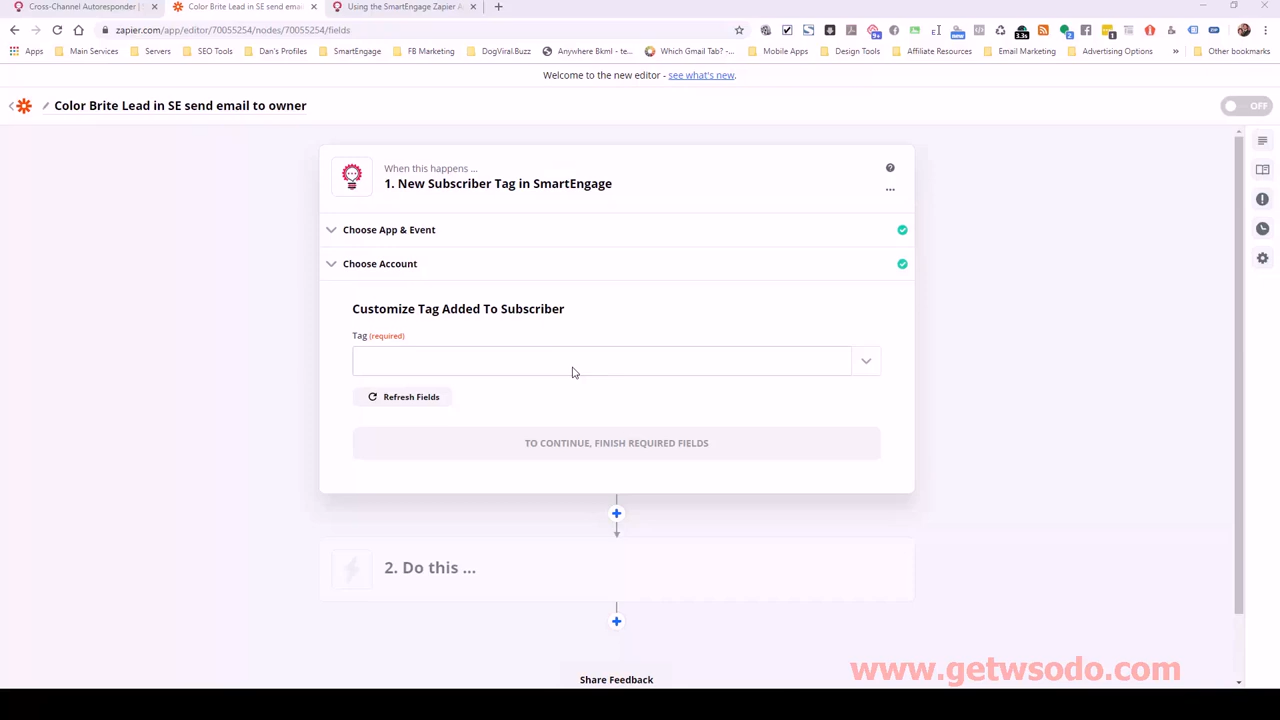 Cross-Channel Autoresponder |
Color Brite Lead in SE send emai
Using the SmartEngage Zapier A
zapier.com/app/editor/70055254/nodes/70055254/fields
Apps Main Services Servers SEO Tools Dan's Profiles SmartEngage FB Marketing DogViral.Buzz Anywhere Bkml - te... Which Gmail Tab? -... Mobile Apps Design Tools Affiliate Resources Email Marketing Advertising Options » Other bookmarks
Welcome to the new editor - see what's new.
Color Brite Lead in SE send email to owner
OFF
When this happens ...
1. New Subscriber Tag in SmartEngage
Choose App & Event
Choose Account
Customize Tag Added To Subscriber
Tag (required)
Refresh Fields
TO CONTINUE, FINISH REQUIRED FIELDS
2. Do this ...
www.getwsodo.com
Share Feedback